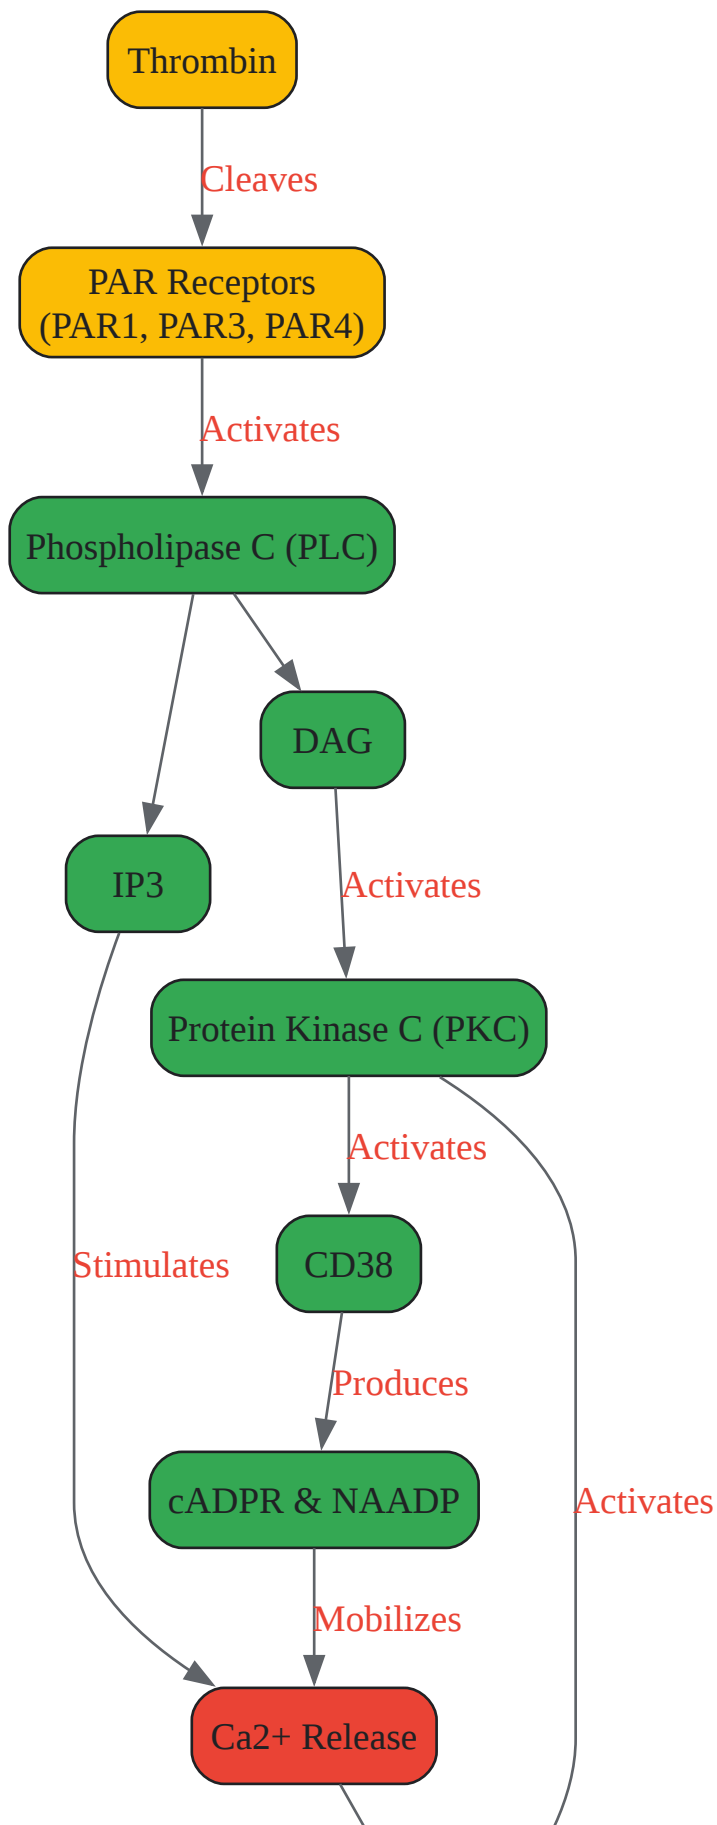 Thrombin
Cleaves
PAR Receptors
(PAR1, PAR3, PAR4)
Activates
Phospholipase C (PLC)
DAG
IP3
Activates
Protein Kinase C (PKC)
Activates
Stimulates
CD38
Produces
cADPR & NAADP
Activates
Mobilizes
Ca2+ Release